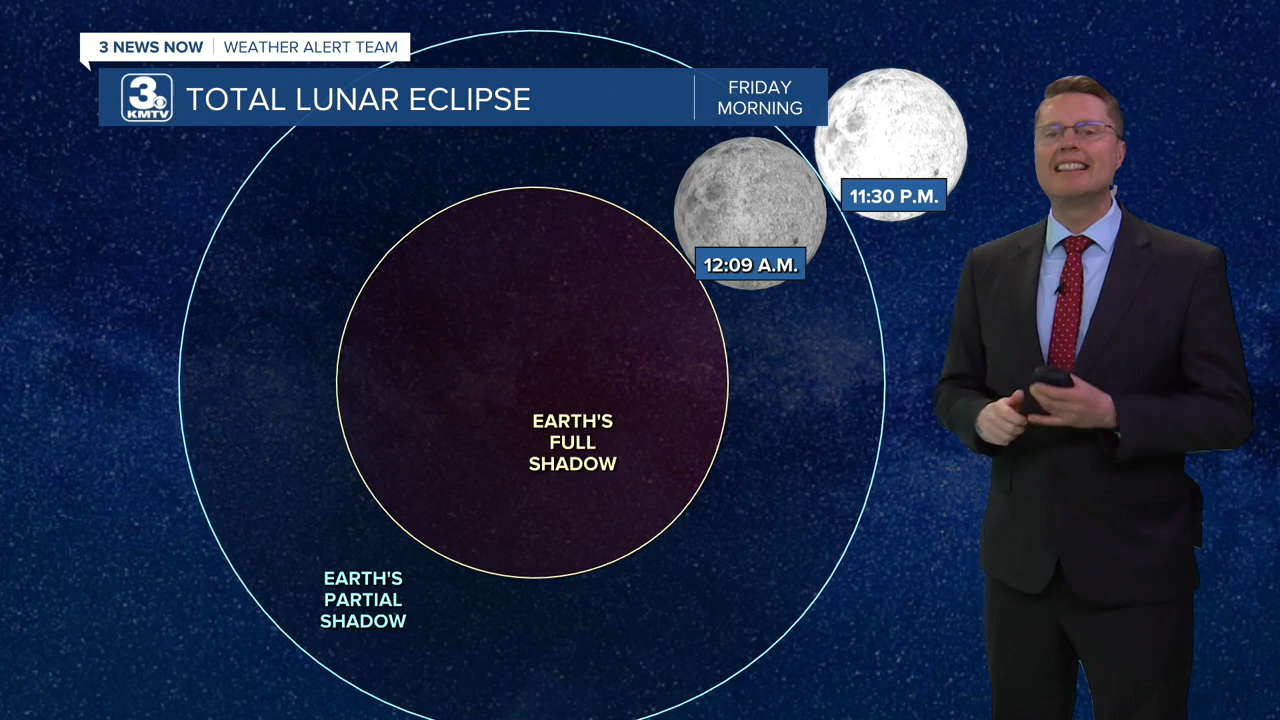 3 NEWS NOW WEATHER ALERT TEAM
3 KMTV
TOTAL LUNAR ECLIPSE
FRIDAY
MORNING
11:30 P.M.
12:09 A.M.
EARTH'S
FULL
SHADOW
EARTH'S
PARTIAL
SHADOW